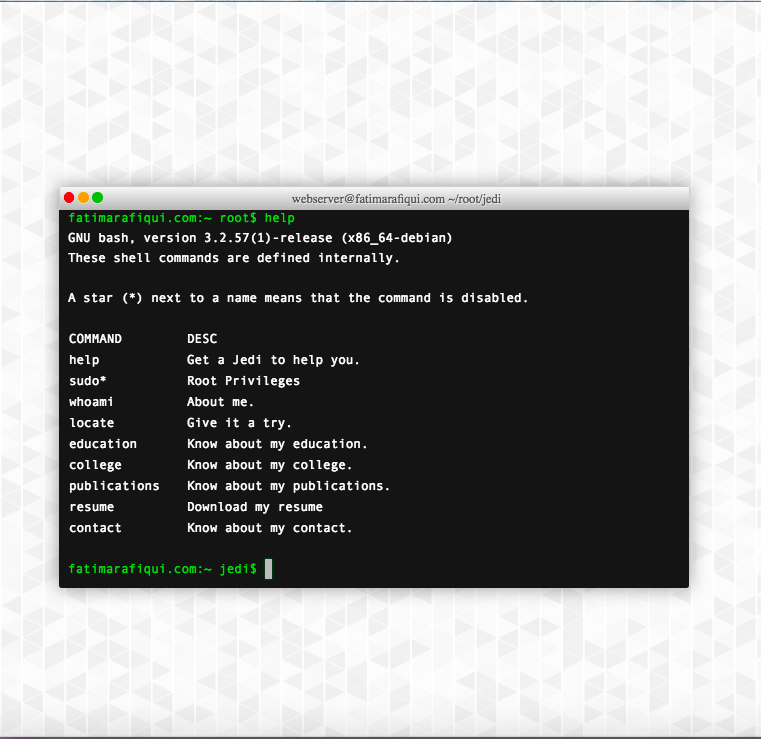 webserver@fatimarafiqui.com ~/root/jedi
fatimarafiqui.com:~ root$ help
GNU bash, version 3.2.57(1)-release (x86_64-debian)
These shell commands are defined internally.
A star (*) next to a name means that the command is disabled.
COMMAND DESC
help Get a Jedi to help you.
sudo* Root Privileges
whoami About me.
locate Give it a try.
education Know about my education.
college Know about my college.
publications Know about my publications.
resume Download my resume
contact Know about my contact.
fatimarafiqui.com:~ jedi$